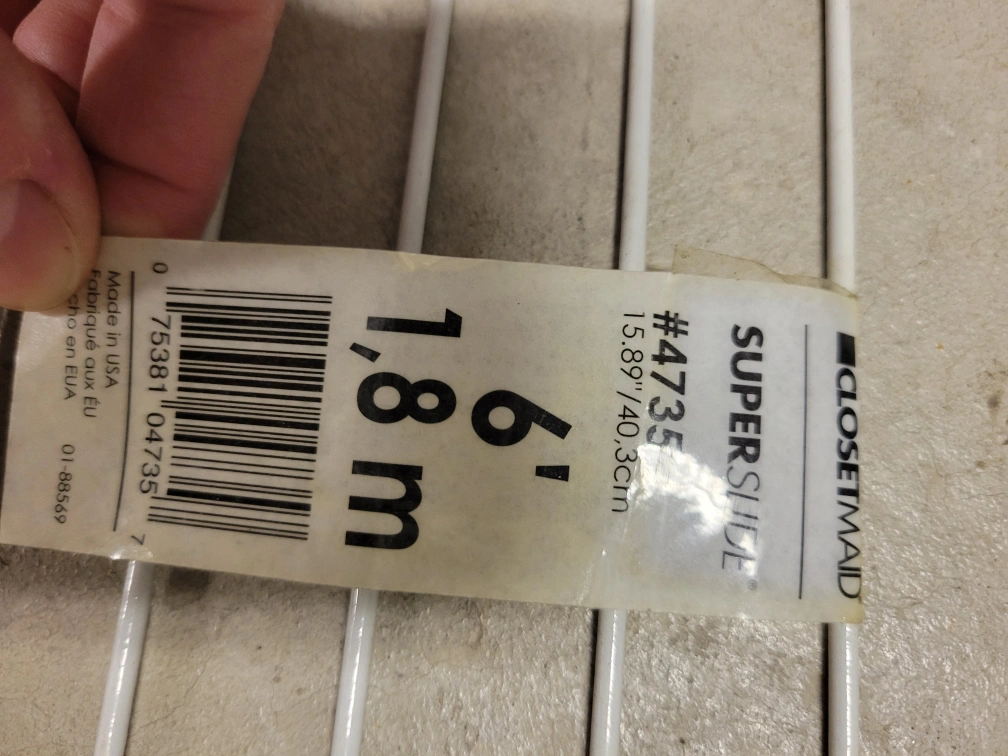 CLOSETMAID
SUPERSLIDE®
#4735
15.89"/40,3cm
6'
1,8 m
0 75381 04735 7
Made in USA
Fabriqué aux ÉU
cho en EUA 01-88569